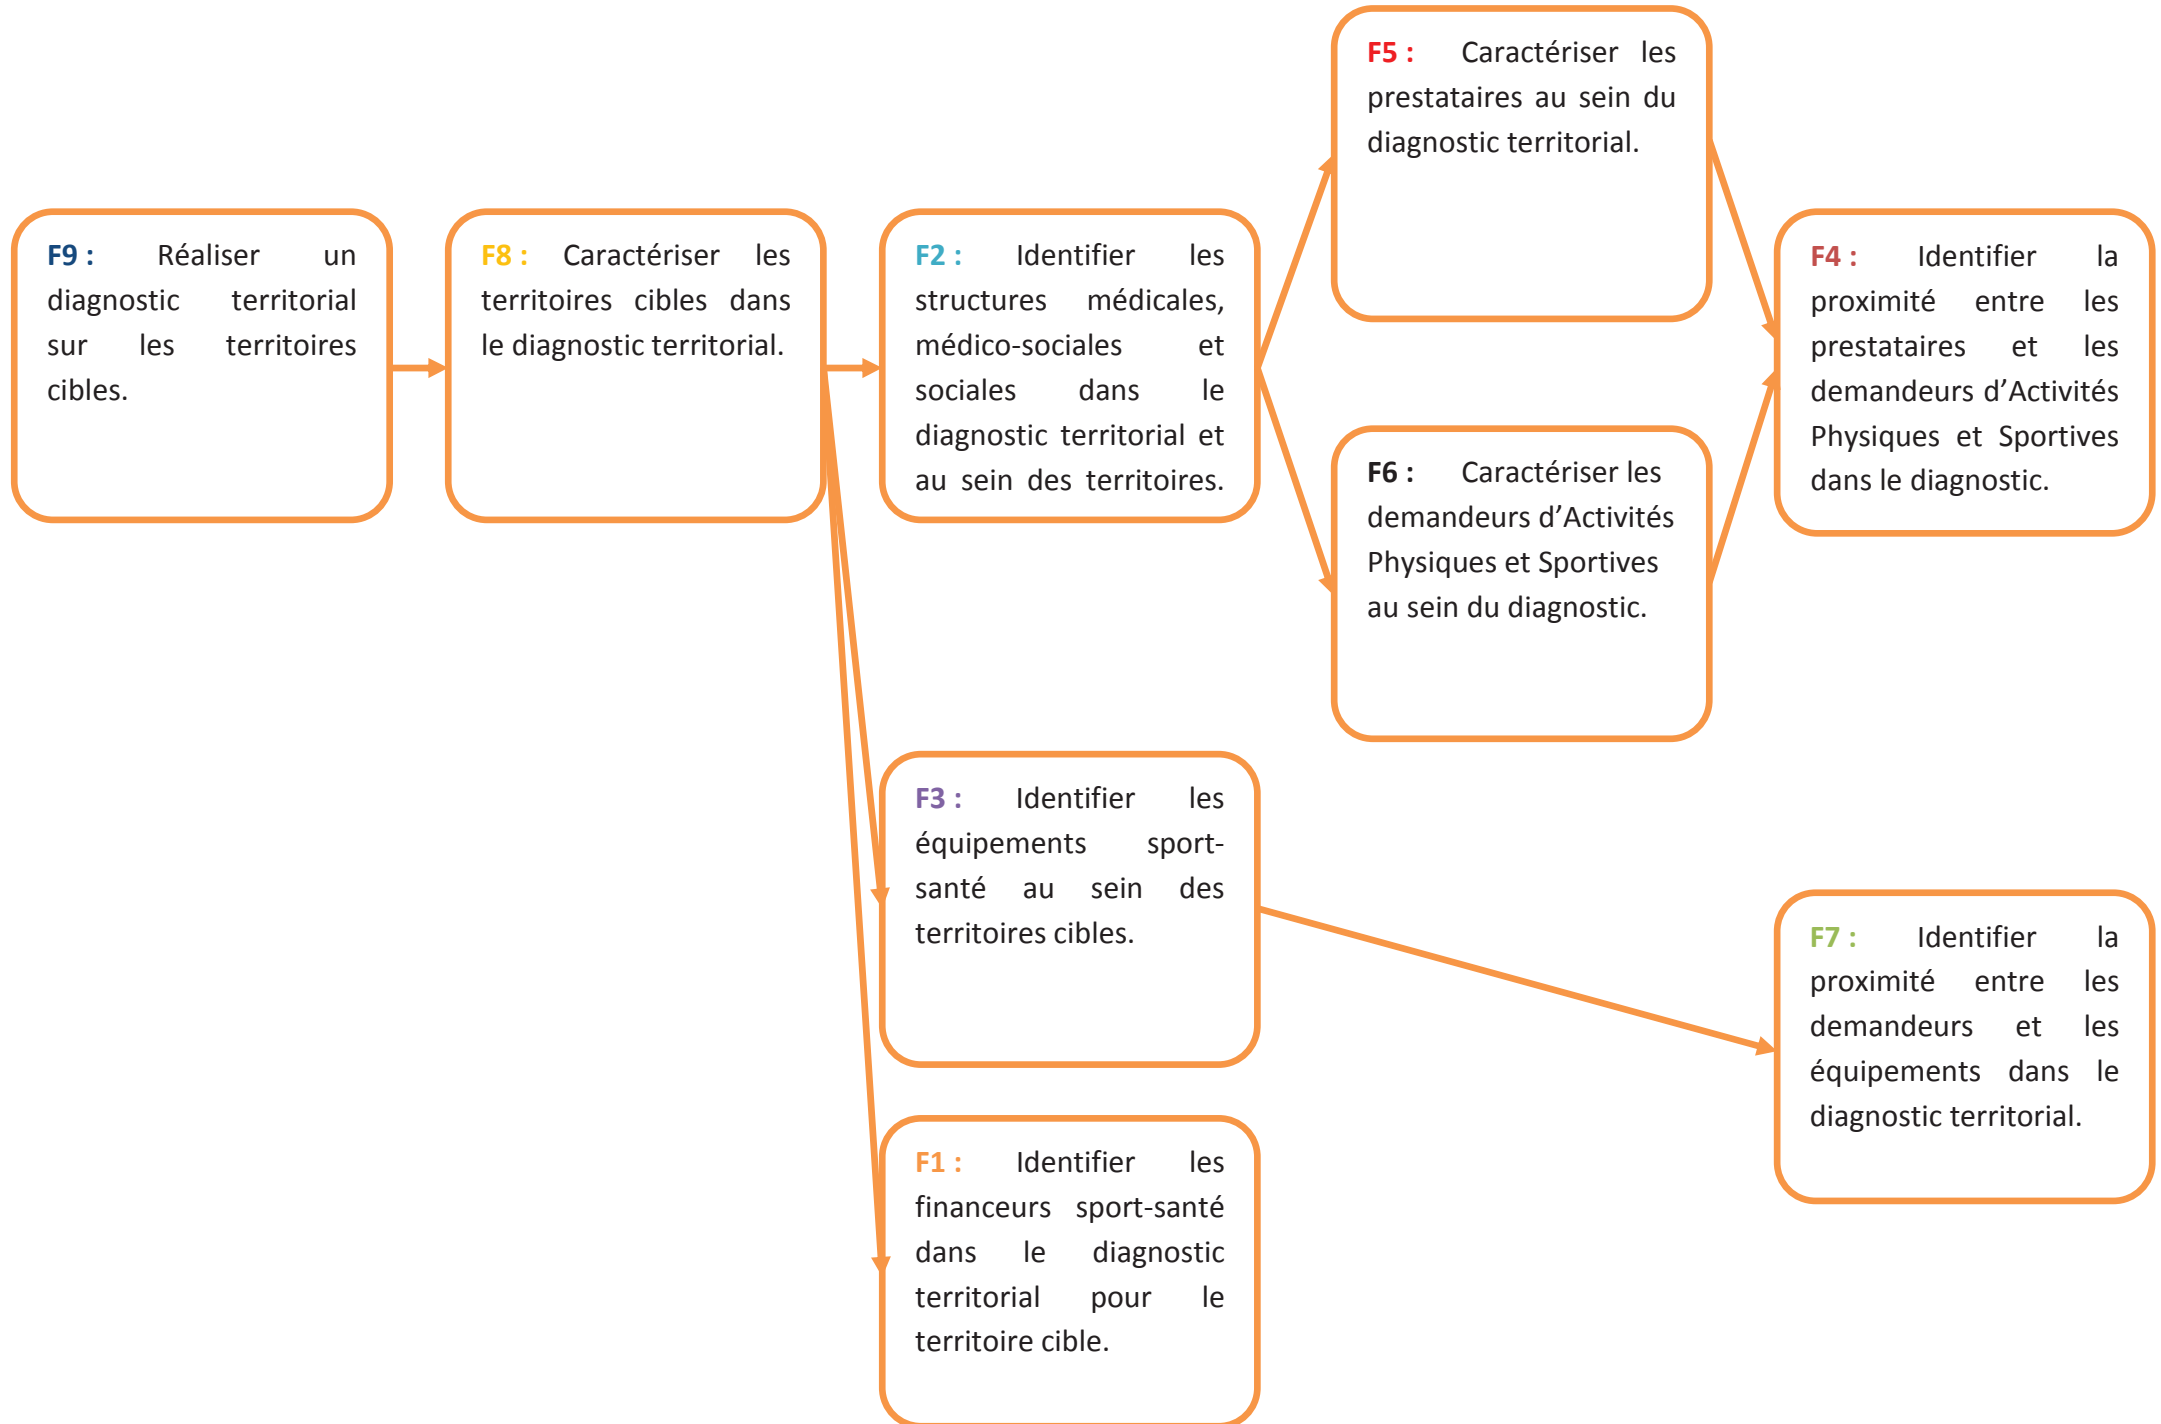 F9 : Réaliser un
diagnostic territorial
sur les territoires
cibles.
F8 : Caractériser les
territoires cibles dans
le diagnostic territorial.
F2 : Identifier les
structures médicales,
médico-sociales et
sociales dans le
diagnostic territorial et
au sein des territoires.
F5 : Caractériser les
prestataires au sein du
diagnostic territorial.
F6 : Caractériser les
demandeurs d’Activités
Physiques et Sportives
au sein du diagnostic.
F4 : Identifier la
proximité entre les
prestataires et les
demandeurs d’Activités
Physiques et Sportives
dans le diagnostic.
F3 : Identifier les
équipements sport-
santé au sein des
territoires cibles.
F7 : Identifier la
proximité entre les
demandeurs et les
équipements dans le
diagnostic territorial.
F1 : Identifier les
financeurs sport-santé
dans le diagnostic
territorial pour le
territoire cible.